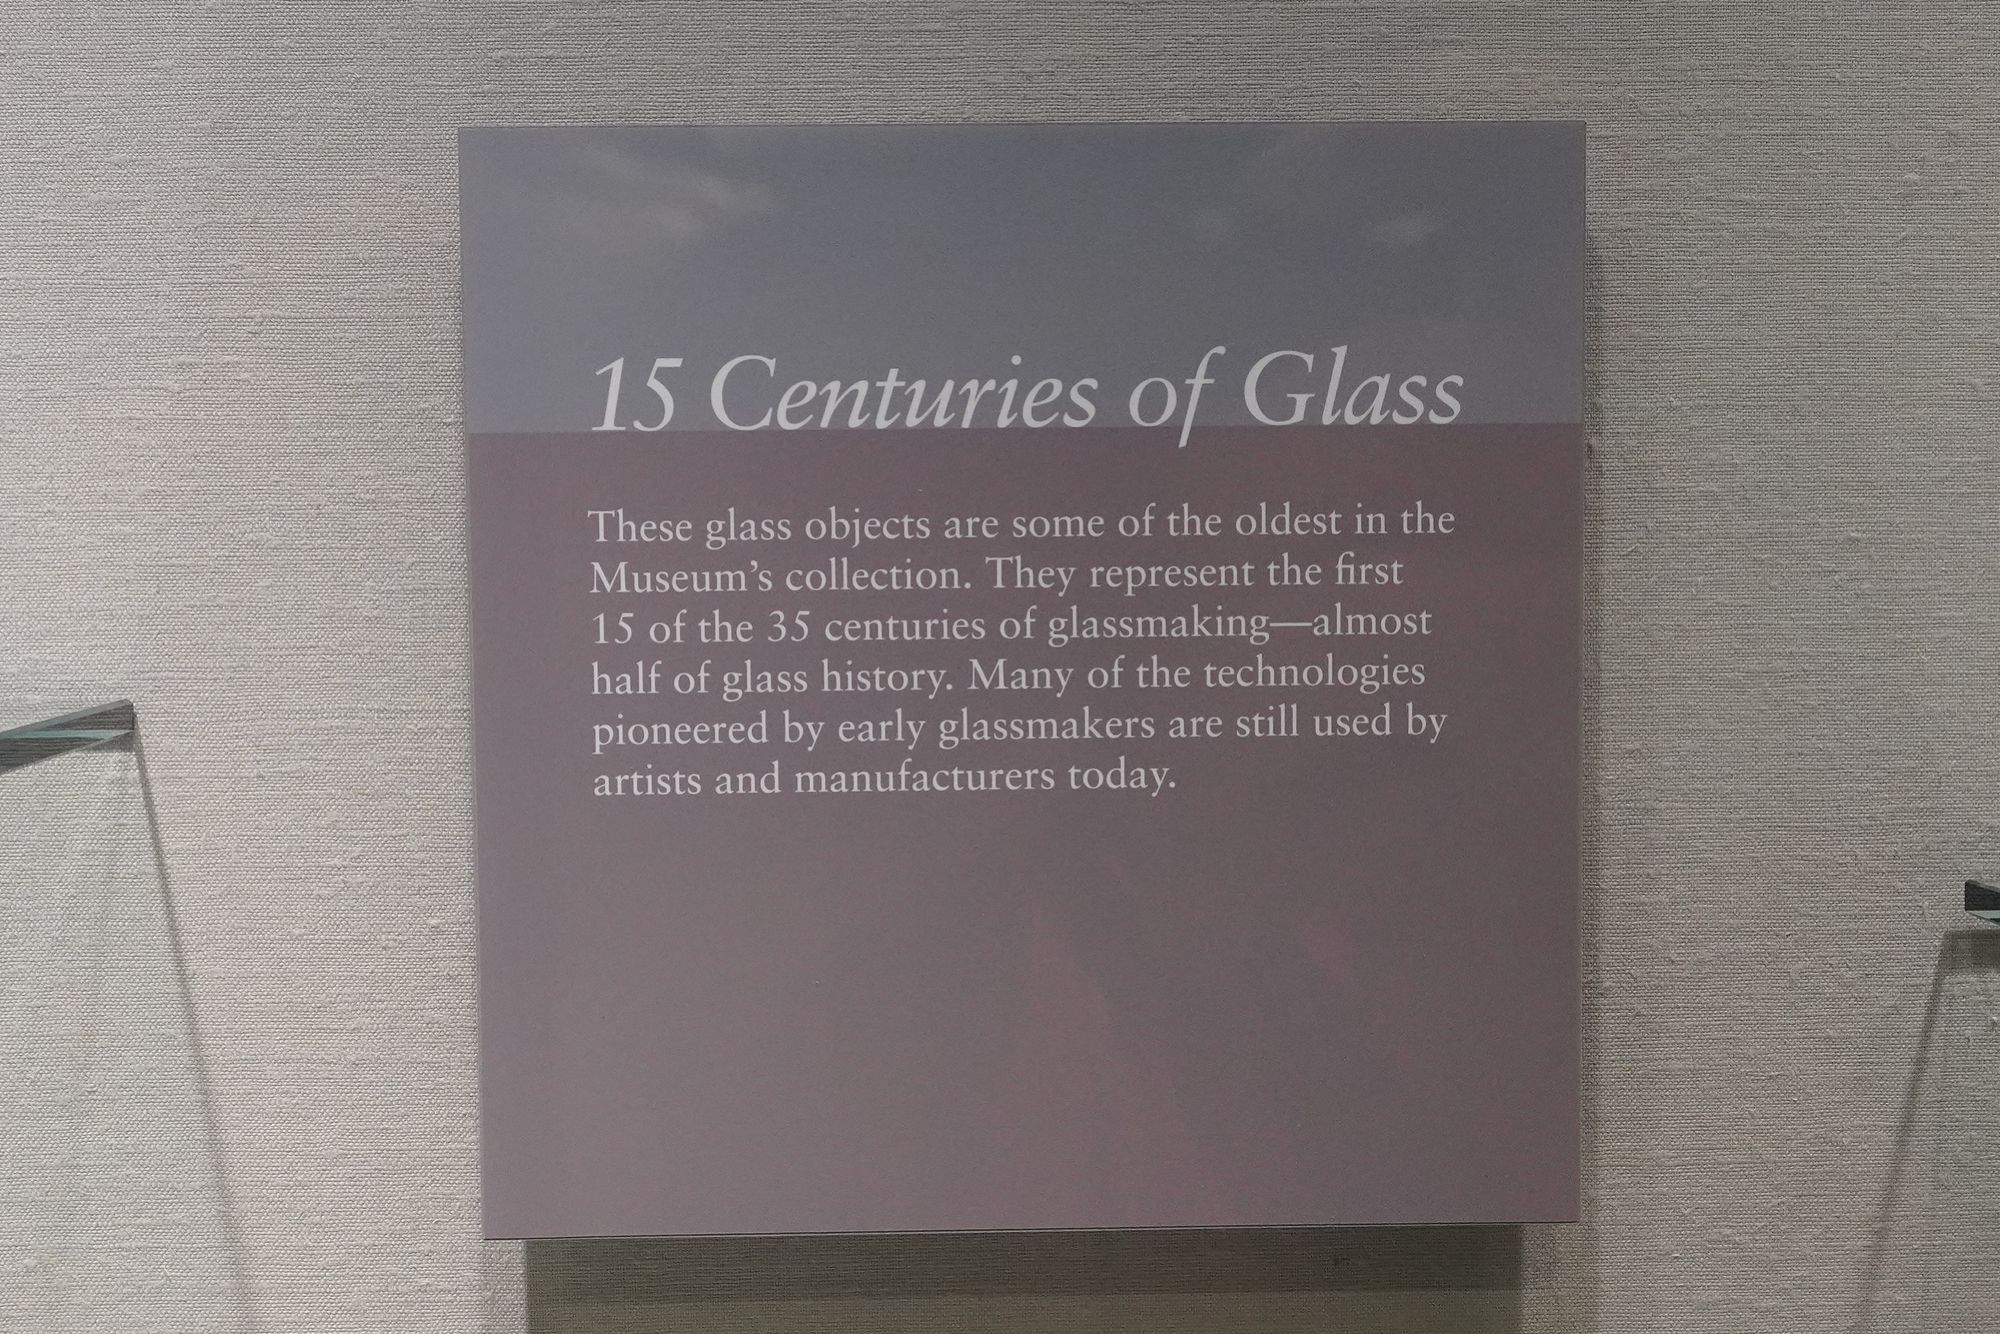 15 Centuries of Glass
These glass objects are some of the oldest in the
Museum’s collection. They represent the first
15 of the 35 centuries of glassmaking—almost
half of glass history. Many of the technologies
pioneered by early glassmakers are still used by
artists and manufacturers today.